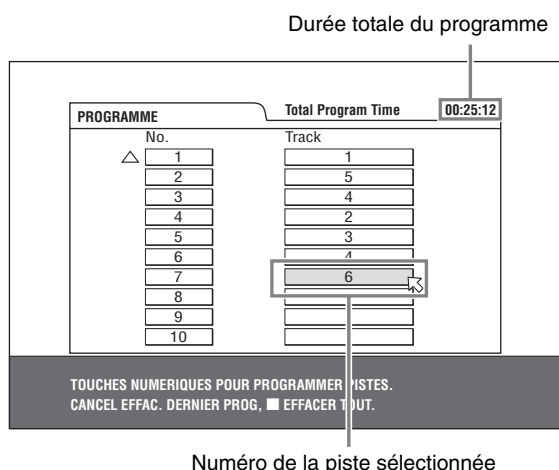 Durée totale du programme
PROGRAMME Total Program Time 00:25:12
No. Track
1 1
2 5
3 4
4 2
5 3
6 4
7 6
8
9
10
TOUCHES NUMERIQUES POUR PROGRAMMER PISTES.
CANCEL EFFAC. DERNIER PROG, ■ EFFACER TOUT.
Numéro de la piste sélectionnée